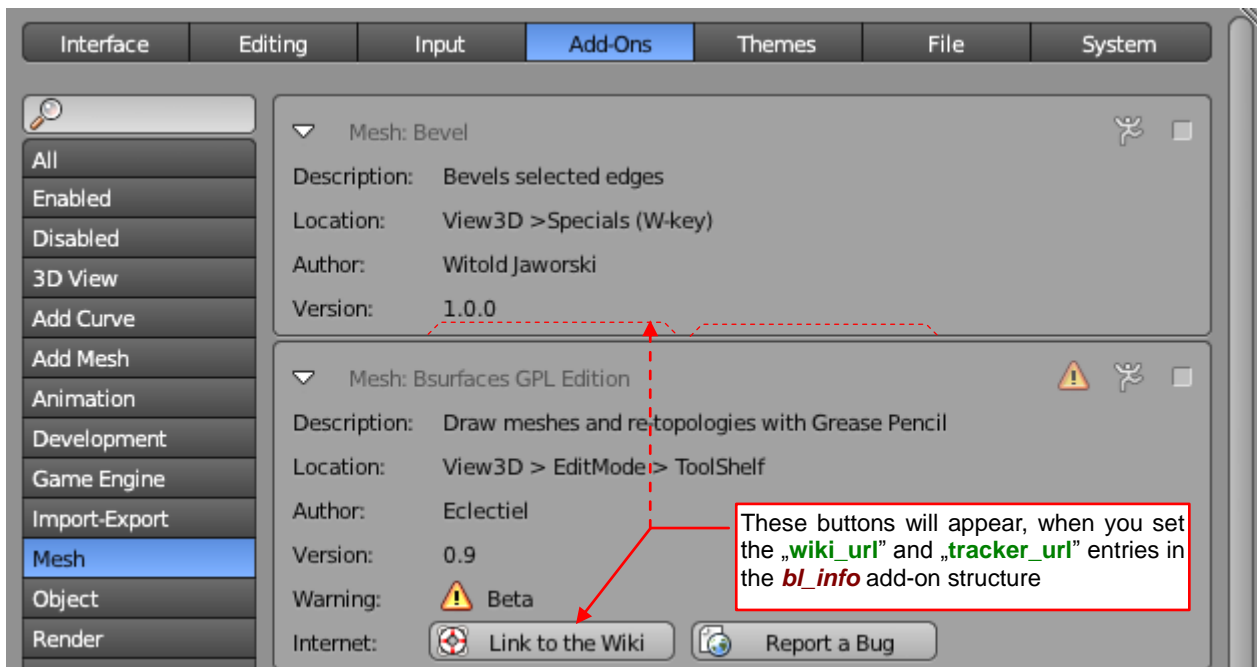 Interface Editing Input Add-Ons Themes File System
All
Enabled
Disabled
3D View
Add Curve
Add Mesh
Animation
Development
Game Engine
Import-Export
Mesh
Object
Render
Mesh: Bevel
Description: Bevels selected edges
Location: View3D >Specials (W-key)
Author: Witold Jaworski
Version: 1.0.0
Mesh: Bsurfaces GPL Edition
Description: Draw meshes and re-topologies with Grease Pencil
Location: View3D > EditMode > ToolShelf
Author: Eclectiel
Version: 0.9
Warning: Beta
Internet: Link to the Wiki Report a Bug
These buttons will appear, when you set
the „wiki_url” and „tracker_url” entries in
the bl_info add-on structure